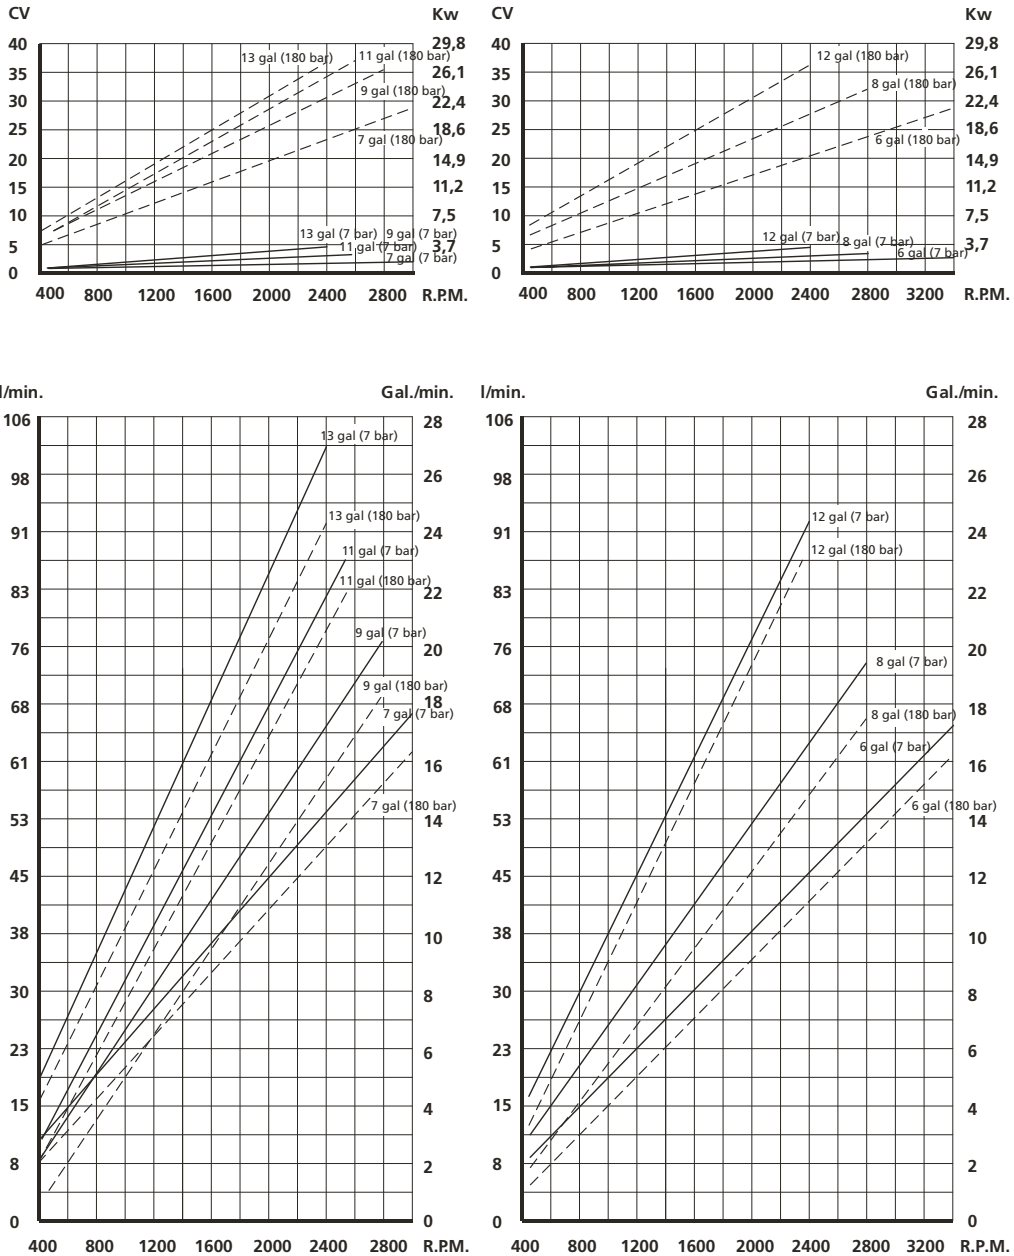 CV Kw
40 29,8
35 26,1
30 22,4
25 18,6
20 14,9
15 11,2
10 7,5
5 3,7
0
13 gal (180 bar)
11 gal (180 bar)
9 gal (180 bar)
7 gal (180 bar)
13 gal (7 bar)
9 gal (7 bar)
11 gal (7 bar)
7 gal (7 bar)
400 800 1200 1600 2000 2400 2800 R.P.M.
CV Kw
40 29,8
35 26,1
30 22,4
25 18,6
20 14,9
15 11,2
10 7,5
5 3,7
0
12 gal (180 bar)
8 gal (180 bar)
6 gal (180 bar)
12 gal (7 bar)
8 gal (7 bar)
6 gal (7 bar)
400 800 1200 1600 2000 2400 2800 3200 R.P.M.
l/min. Gal./min.
106 28
98 26
91 24
83 22
76 20
68 18
61 16
53 14
45 12
38 10
30 8
23 6
15 4
8 2
0 0
13 gal (7 bar)
13 gal (180 bar)
11 gal (7 bar)
11 gal (180 bar)
9 gal (7 bar)
9 gal (180 bar)
7 gal (7 bar)
7 gal (180 bar)
400 800 1200 1600 2000 2400 2800 R.P.M.
l/min. Gal./min.
106 28
98 26
91 24
83 22
76 20
68 18
61 16
53 14
45 12
38 10
30 8
23 6
15 4
8 2
0 0
12 gal (7 bar)
12 gal (180 bar)
8 gal (7 bar)
8 gal (180 bar)
6 gal (7 bar)
6 gal (180 bar)
400 800 1200 1600 2000 2400 2800 3200 R.P.M.